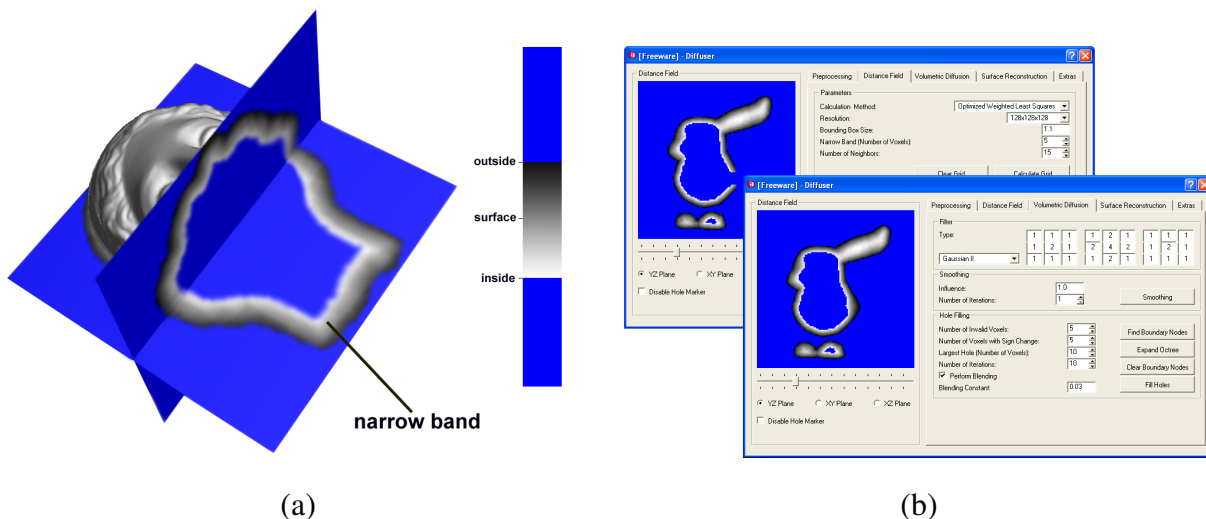 outside
surface
inside
narrow band
(a)
[Freeware] - Diffuser
Distance Field
Preprocessing Distance Field Volumetric Diffusion Surface Reconstruction Extras
Parameters
Calculation Method: Optimized Weighted Least Squares
Resolution: 128x128x128
Bounding Box Size: 1.1
Narrow Band (Number of Voxels): 5
Number of Neighbors: 15
Clear Grid Calculate Grid
YZ Plane XY Plane
Disable Hole Marker
[Freeware] - Diffuser
Distance Field
Preprocessing Distance Field Volumetric Diffusion Surface Reconstruction Extras
Filter
Type:
1 1 1 1 2 1 1 1 1
1 2 1 2 4 2 1 2 1
Gaussian II 1 1 1 1 2 1 1 1 1
Smoothing
Influence: 1.0
Number of Iterations: 1
Smoothing
Hole Filling
Number of Invalid Voxels: 5
Number of Voxels with Sign Change: 5
Largest Hole (Number of Voxels): 10
Number of Iterations: 10
Perform Blending
Blending Constant: 0.03
Find Boundary Nodes
Expand Octree
Clear Boundary Nodes
Fill Holes
YZ Plane XY Plane XZ Plane
Disable Hole Marker
(b)